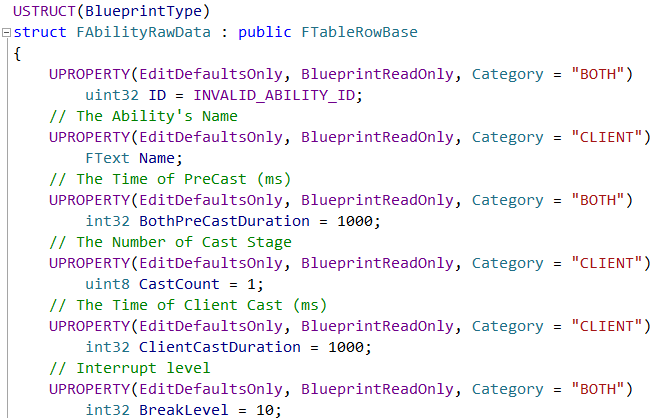 USTRUCT(BlueprintType)
struct FAbilityRawData : public FTableRowBase
{
UPROPERTY(EditDefaultsOnly, BlueprintReadOnly, Category = "BOTH")
uint32 ID = INVALID_ABILITY_ID;
// The Ability's Name
UPROPERTY(EditDefaultsOnly, BlueprintReadOnly, Category = "CLIENT")
FText Name;
// The Time of PreCast (ms)
UPROPERTY(EditDefaultsOnly, BlueprintReadOnly, Category = "BOTH")
int32 BothPreCastDuration = 1000;
// The Number of Cast Stage
UPROPERTY(EditDefaultsOnly, BlueprintReadOnly, Category = "CLIENT")
uint8 CastCount = 1;
// The Time of Client Cast (ms)
UPROPERTY(EditDefaultsOnly, BlueprintReadOnly, Category = "CLIENT")
int32 ClientCastDuration = 1000;
// Interrupt level
UPROPERTY(EditDefaultsOnly, BlueprintReadOnly, Category = "BOTH")
int32 BreakLevel = 10;